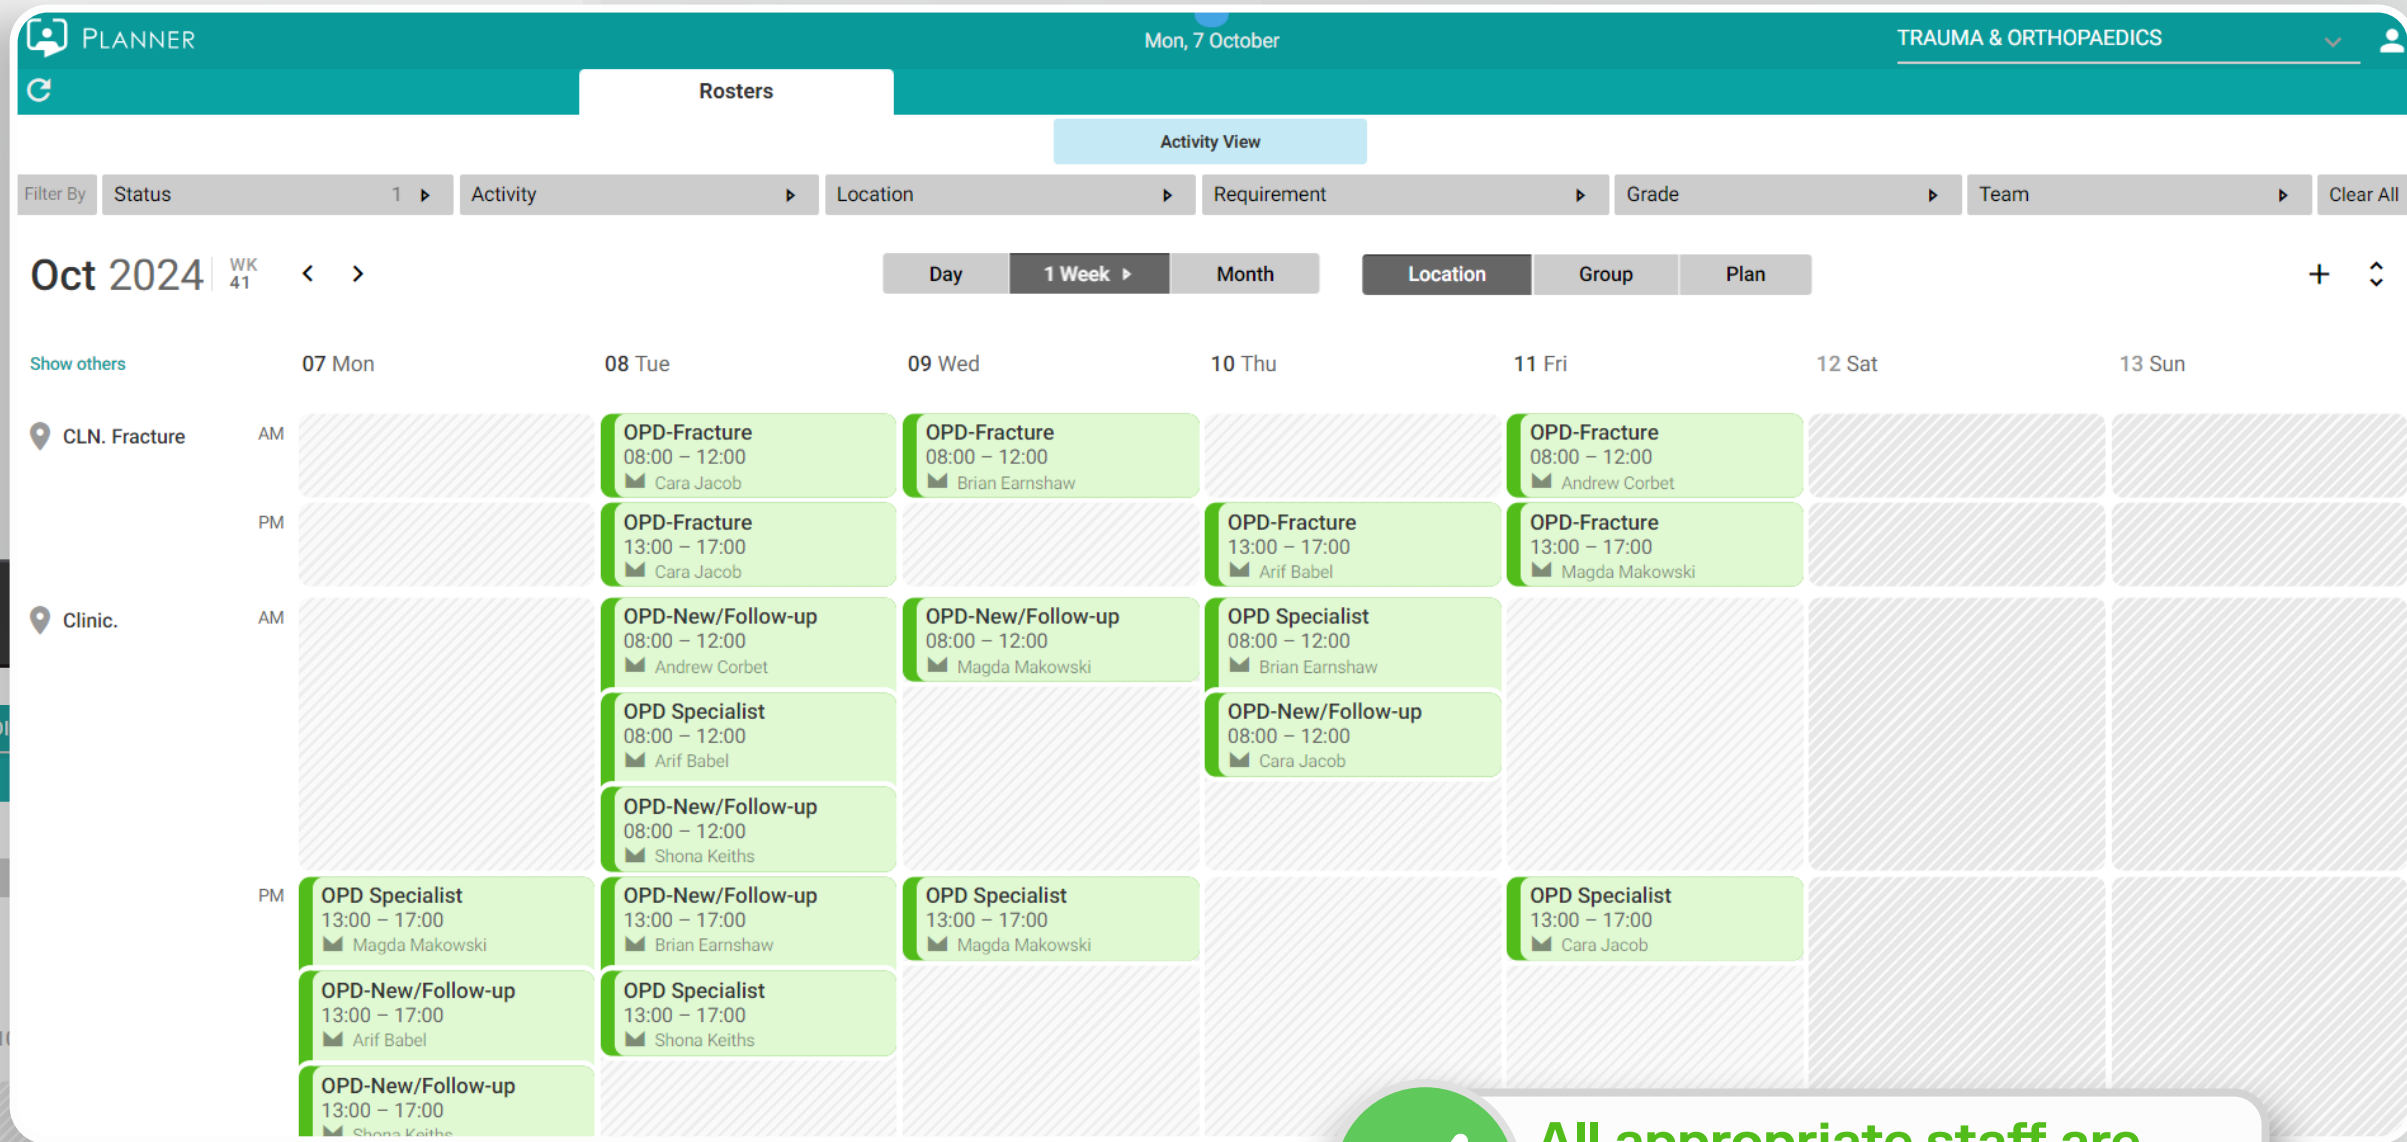 PLANNER
Mon, 7 October
TRAUMA & ORTHOPAEDICS
Rosters
Activity View
Filter By Status 1 Activity Location Requirement Grade Team Clear All
Oct 2024 WK 41 Day 1 Week Month Location Group Plan
Show others 07 Mon 08 Tue 09 Wed 10 Thu 11 Fri 12 Sat 13 Sun
CLN. Fracture
AM
OPD-Fracture
08:00 – 12:00
Cara Jacob
OPD-Fracture
08:00 – 12:00
Brian Earnshaw
OPD-Fracture
08:00 – 12:00
Andrew Corbet
PM
OPD-Fracture
13:00 – 17:00
Cara Jacob
OPD-Fracture
13:00 – 17:00
Arif Babel
OPD-Fracture
13:00 – 17:00
Magda Makowski
Clinic.
AM
OPD-New/Follow-up
08:00 – 12:00
Andrew Corbet
OPD Specialist
08:00 – 12:00
Arif Babel
OPD-New/Follow-up
08:00 – 12:00
Shona Keiths
OPD-New/Follow-up
08:00 – 12:00
Magda Makowski
OPD Specialist
08:00 – 12:00
Brian Earnshaw
OPD-New/Follow-up
08:00 – 12:00
Cara Jacob
PM
OPD Specialist
13:00 – 17:00
Magda Makowski
OPD-New/Follow-up
13:00 – 17:00
Arif Babel
OPD-New/Follow-up
13:00 – 17:00
Shona Keiths
OPD-New/Follow-up
13:00 – 17:00
Brian Earnshaw
OPD Specialist
13:00 – 17:00
Shona Keiths
OPD Specialist
13:00 – 17:00
Magda Makowski
OPD Specialist
13:00 – 17:00
Cara Jacob
All appropriate staff are